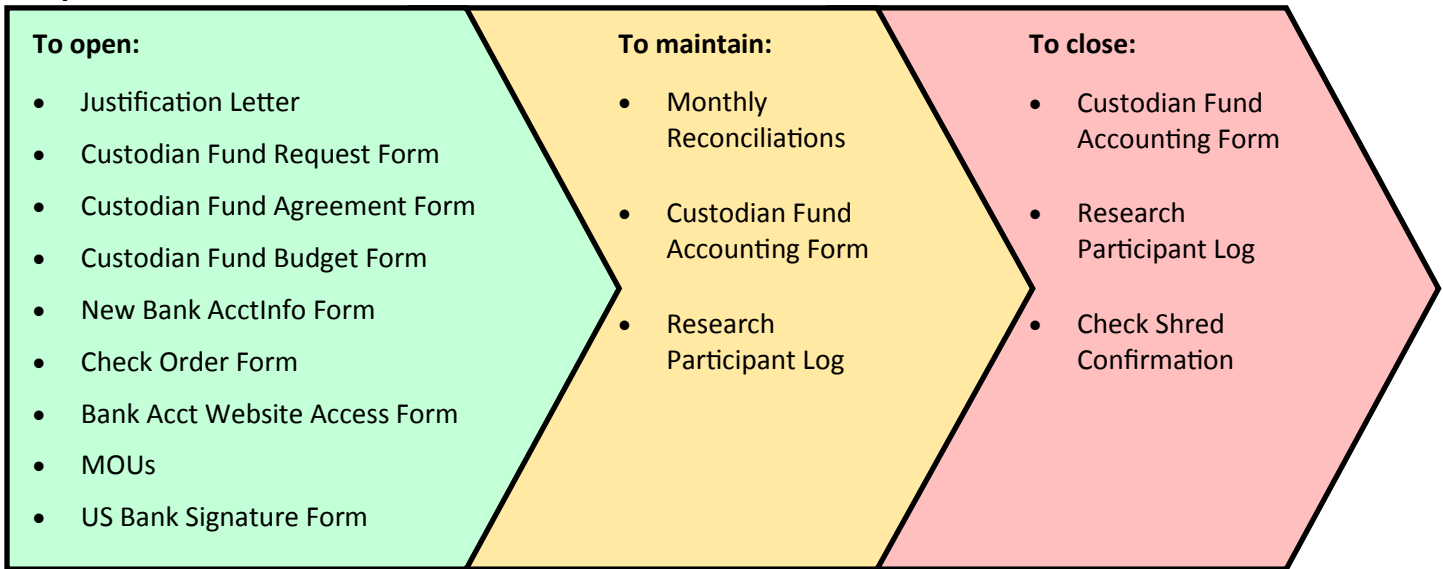 To open:
• Justification Letter
• Custodian Fund Request Form
• Custodian Fund Agreement Form
• Custodian Fund Budget Form
• New Bank AcctInfo Form
• Check Order Form
• Bank Acct Website Access Form
• MOUs
• US Bank Signature Form
To maintain:
• Monthly
Reconciliations
• Custodian Fund
Accounting Form
• Research
Participant Log
To close:
• Custodian Fund
Accounting Form
• Research
Participant Log
• Check Shred
Confirmation